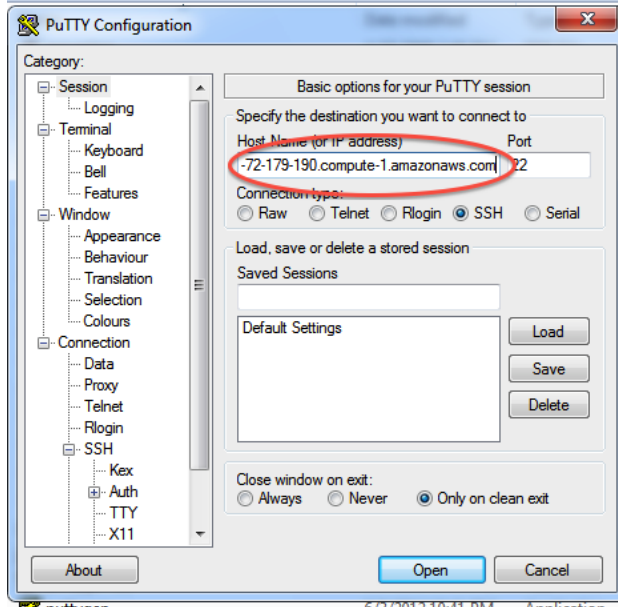 PuTTY Configuration
Category:
Session
Logging
Terminal
Keyboard
Bell
Features
Window
Appearance
Behaviour
Translation
Selection
Colours
Connection
Data
Proxy
Telnet
Rlogin
SSH
Kex
Auth
TTY
X11
Basic options for your PuTTY session
Specify the destination you want to connect to
Host Name (or IP address) Port
-72-179-190.compute-1.amazonaws.com 22
Connection type:
Raw Telnet Rlogin SSH Serial
Load, save or delete a stored session
Saved Sessions
Default Settings
Load
Save
Delete
Close window on exit:
Always Never Only on clean exit
About Open Cancel